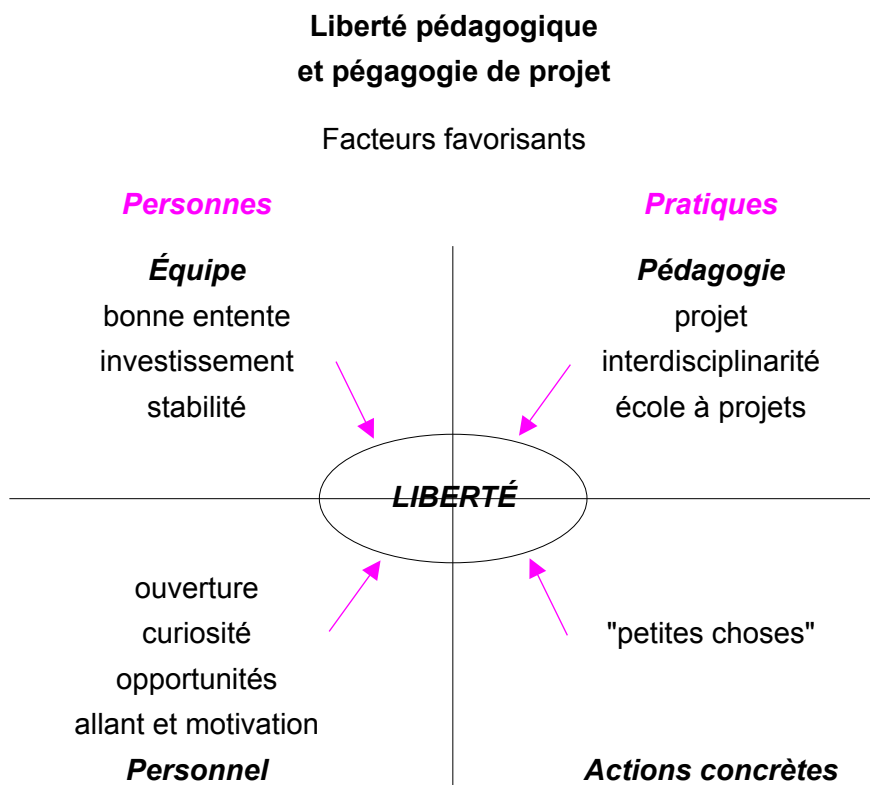 Liberté pédagogique
et pégagogie de projet
Facteurs favorisants
Personnes
Pratiques
Équipe
bonne entente
investissement
stabilité
Pédagogie
projet
interdisciplinarité
école à projets
LIBERTÉ
ouverture
curiosité
opportunités
allant et motivation
Personnel
"petites choses"
Actions concrètes